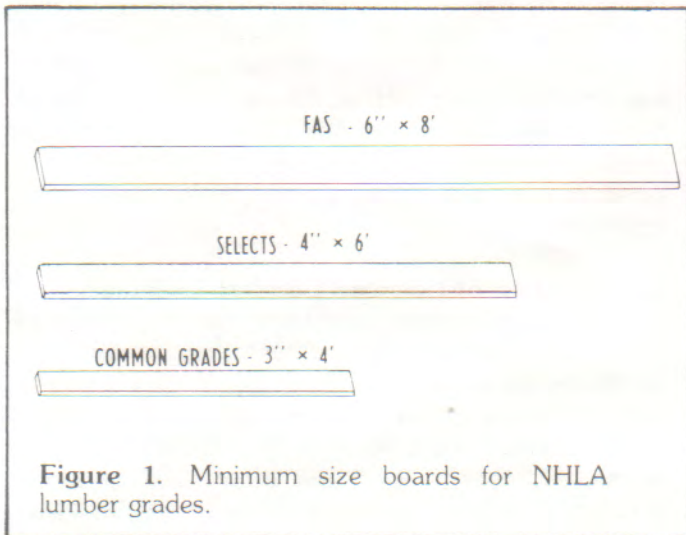 FAS - 6'' × 8'
SELECTS - 4'' × 6'
COMMON GRADES - 3'' × 4'
Figure 1. Minimum size boards for NHLA
lumber grades.